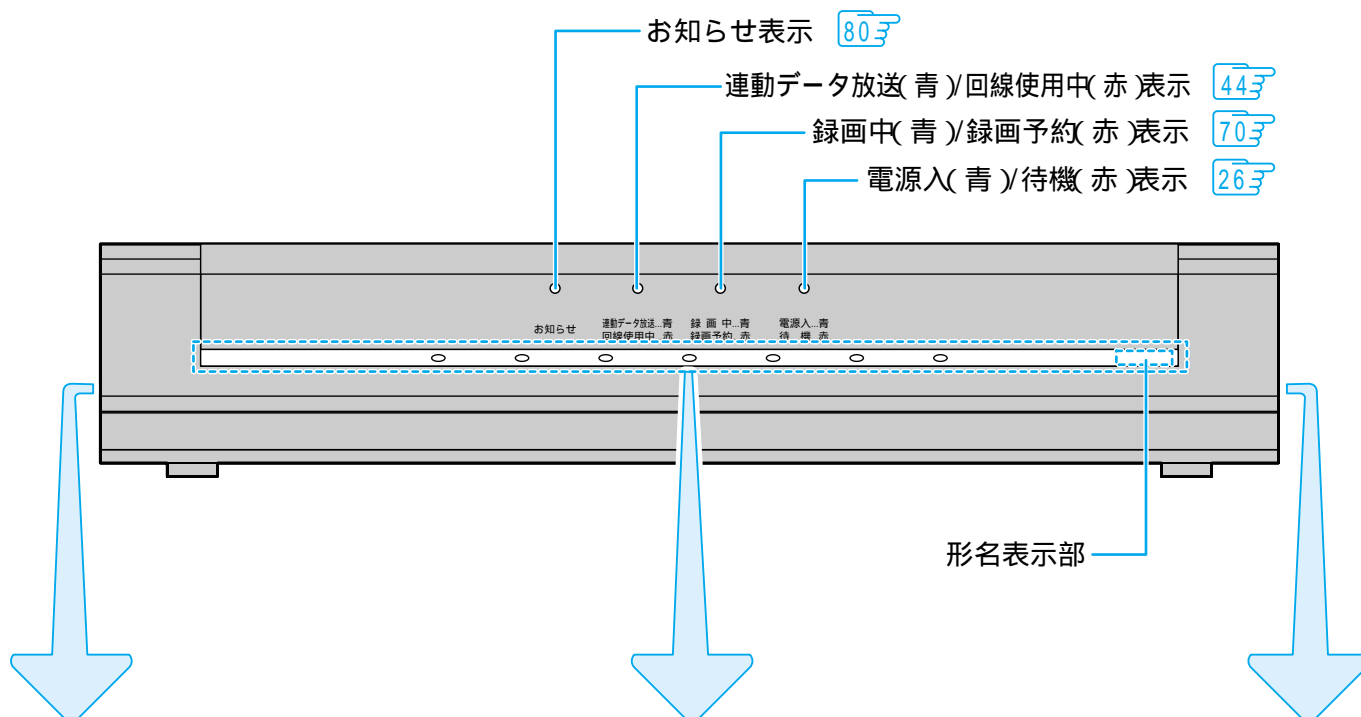 お知らせ表示 80
連動データ放送(青)/回線使用中(赤)表示 44
録画中(青)/録画予約(赤)表示 70
電源入(青)/待機(赤)表示 26
お知らせ
連動データ放送...青
回線使用中...赤
録画中...青
録画予約...赤
電源入...青
待機...赤
形名表示部